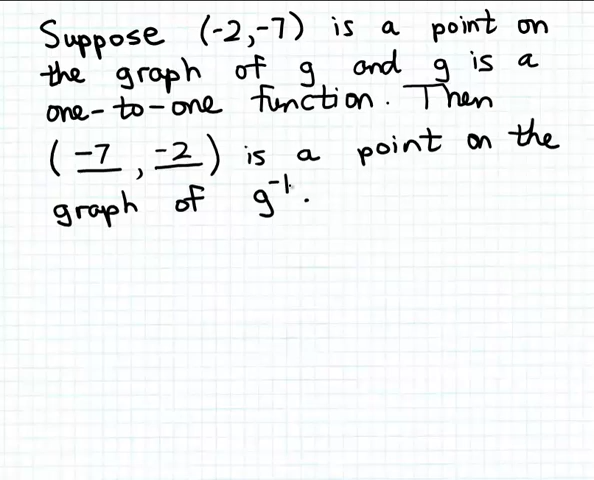 Suppose (-2,-7) is a point on
the graph of g and g is a
one-to-one function. Then
(-7, -2) is a point on the
graph of g⁻¹.